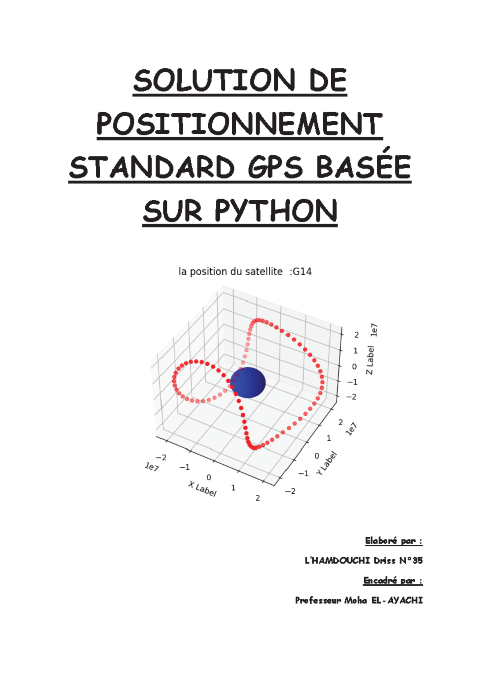 SOLUTION DE
POSITIONNEMENT
STANDARD GPS BASÉE
SUR PYTHON
la position du satellite :G14
1e7
2
1
0
−1
−2
Z Label
2
1
0
−1
−2
1e7
Y Label
−2
−1
0
1
2
1e7
X Label
Elaboré par :
L'HAMDOUCHI Driss N°35
Encadré par :
Professeur Moha EL-AYACHI